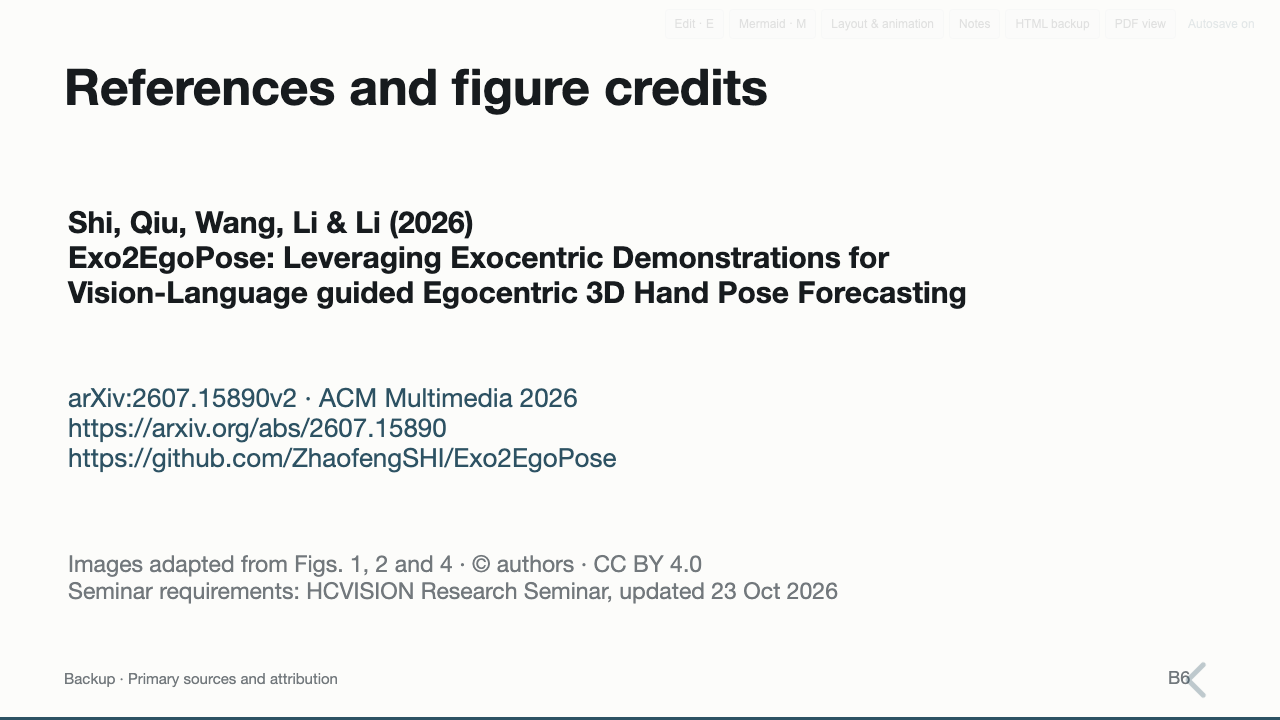 Edit · E Mermaid · M Layout & animation Notes HTML backup PDF view Autosave on
References and figure credits
Shi, Qiu, Wang, Li & Li (2026)
Exo2EgoPose: Leveraging Exocentric Demonstrations for
Vision-Language guided Egocentric 3D Hand Pose Forecasting
arXiv:2607.15890v2 · ACM Multimedia 2026
https://arxiv.org/abs/2607.15890
https://github.com/ZhaofengSHI/Exo2EgoPose
Images adapted from Figs. 1, 2 and 4 · © authors · CC BY 4.0
Seminar requirements: HCVISION Research Seminar, updated 23 Oct 2026
Backup · Primary sources and attribution
B6